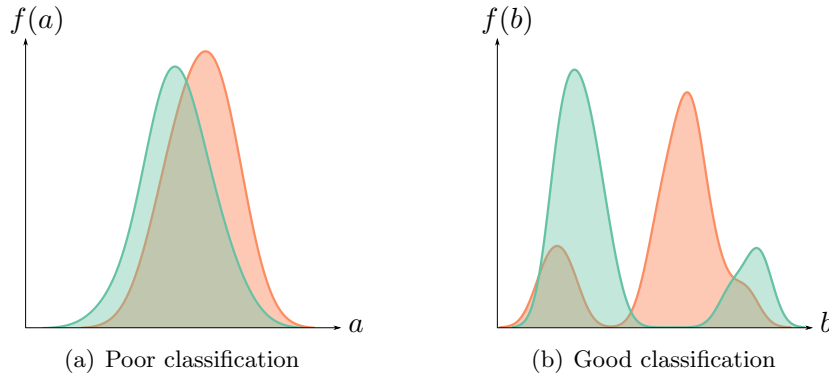 f(a)
a
(a) Poor classification
f(b)
b
(b) Good classification